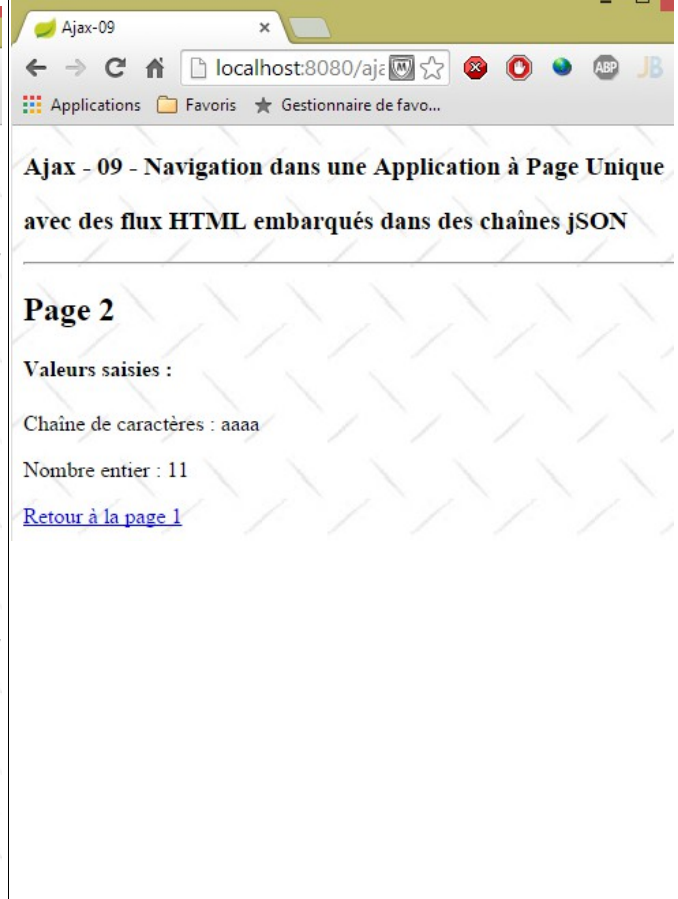 Ajax-09
localhost:8080/aja
ABP JB
Applications Favoris Gestionnaire de favo...
Ajax - 09 - Navigation dans une Application à Page Unique
avec des flux HTML embarqués dans des chaînes jSON
Page 2
Valeurs saisies :
Chaîne de caractères : aaaa
Nombre entier : 11
Retour à la page 1